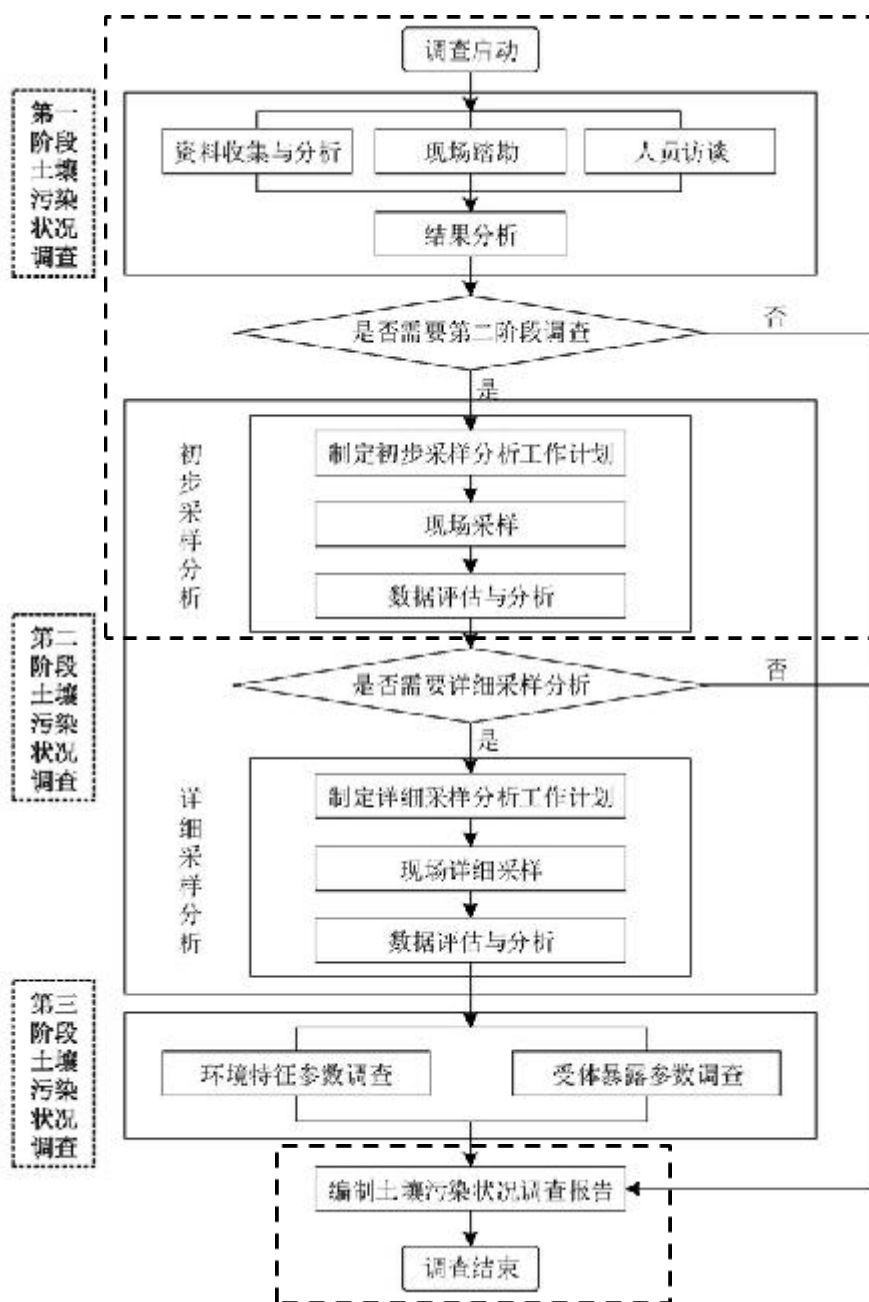 调查启动
第一
阶段
土壤
污染
状况
调查
资料收集与分析
现场踏勘
人员访谈
结果分析
是否需要第二阶段调查
否
是
初步采样分析
制定初步采样分析工作计划
现场采样
数据评估与分析
第二
阶段
土壤
污染
状况
调查
是否需要详细采样分析
否
是
详细采样分析
制定详细采样分析工作计划
现场详细采样
数据评估与分析
第三
阶段
土壤
污染
状况
调查
环境特征参数调查
受体暴露参数调查
编制土壤污染状况调查报告
调查结束